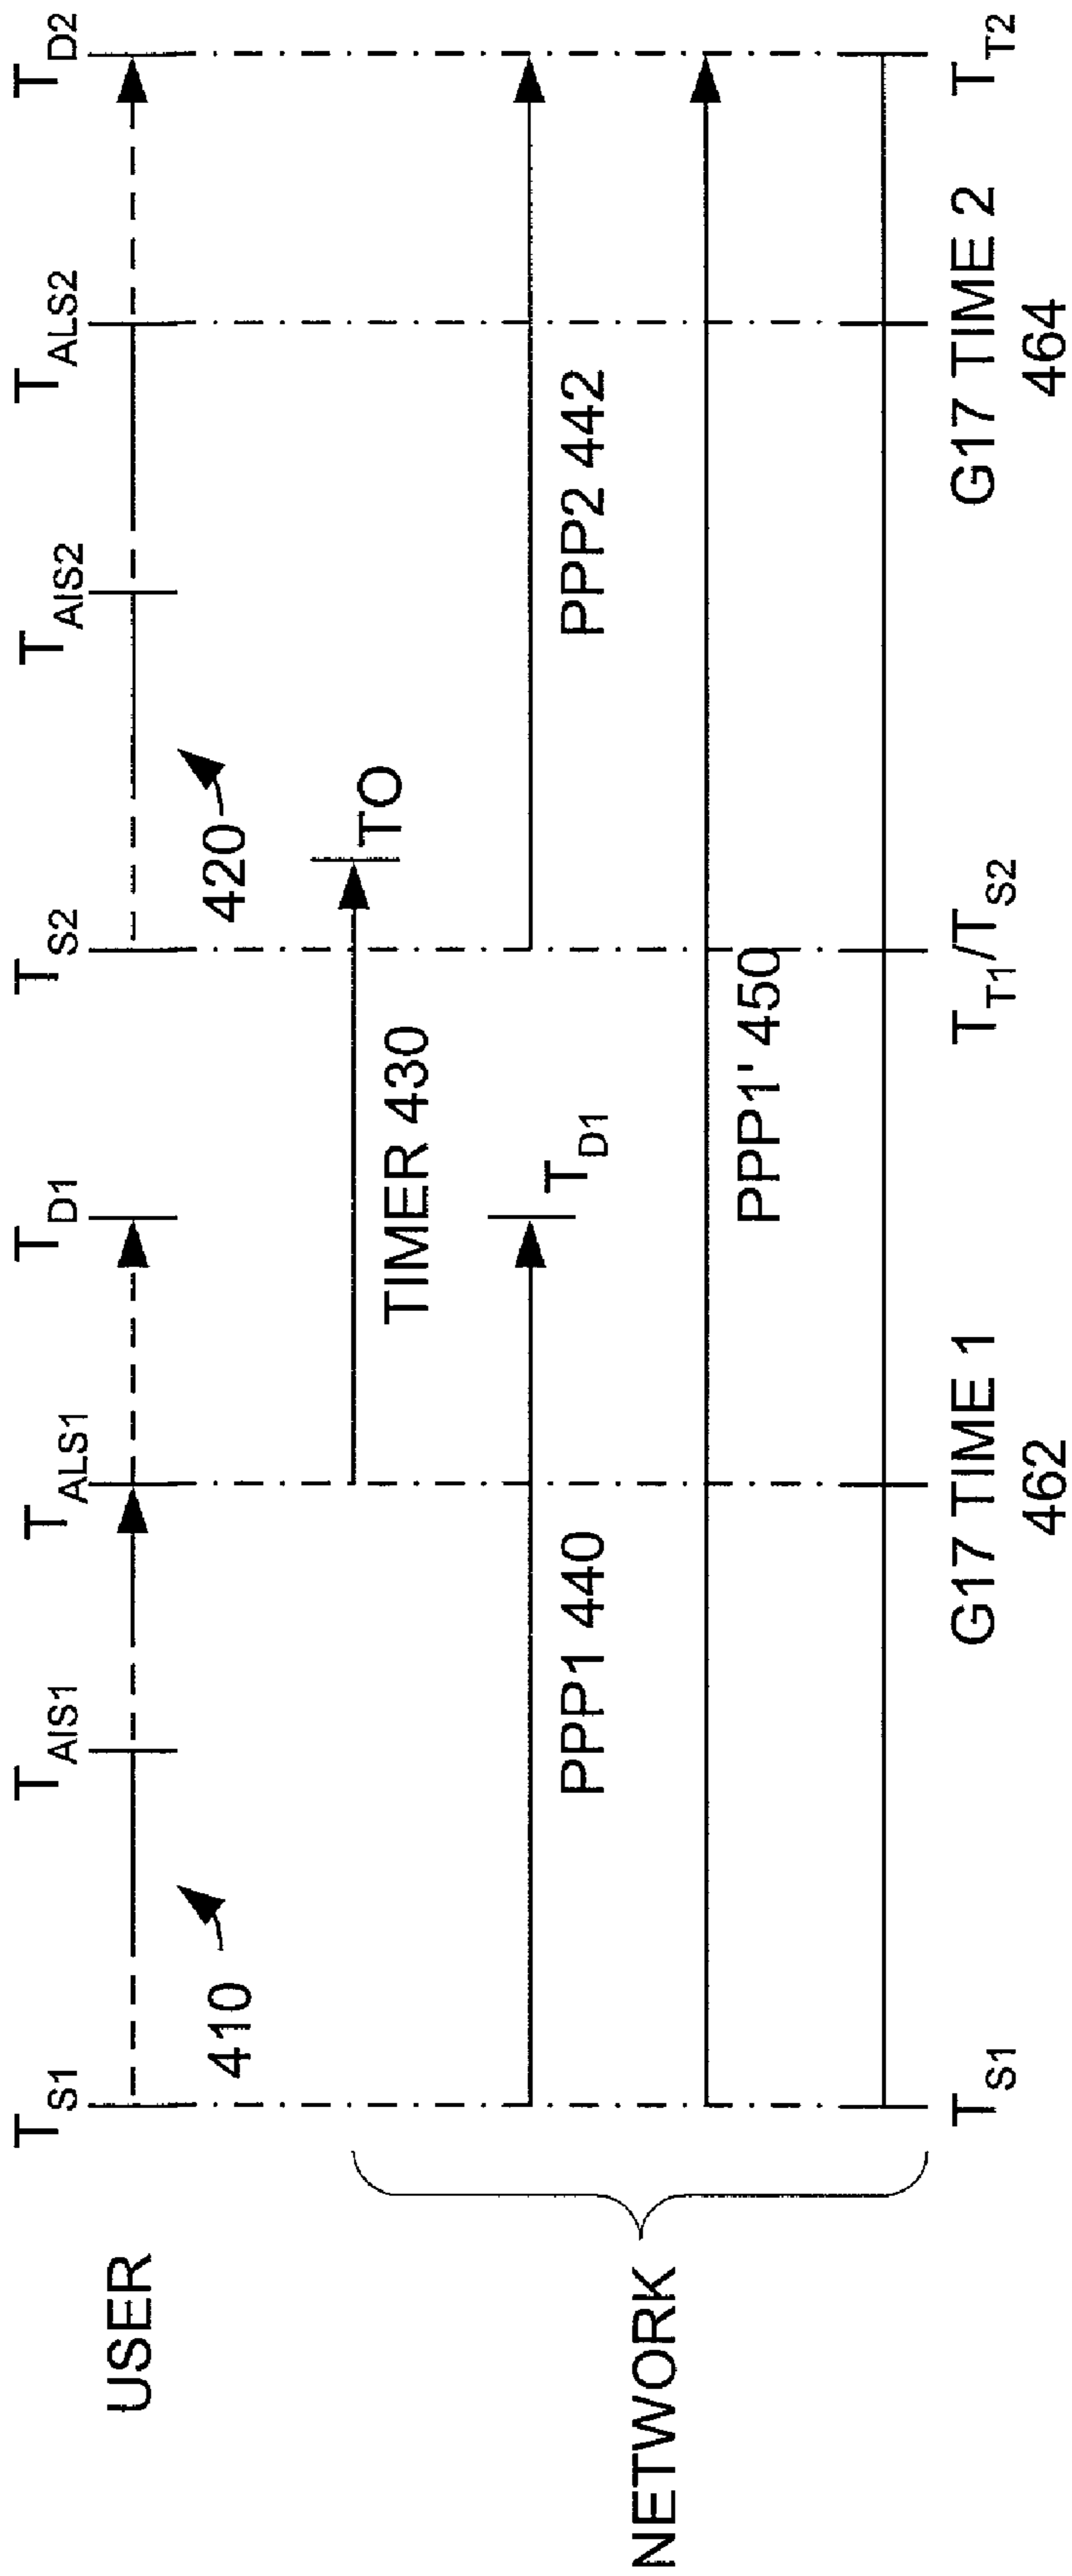 USER
T_S1
T_AIS1
T_ALS1
T_D1
T_S2
T_AIS2
T_ALS2
T_D2
410
420
TO
TIMER 430
NETWORK
T_D1
PPP1 440
PPP2 442
PPP1' 450
T_S1
G17 TIME 1
462
T_T1/T_S2
G17 TIME 2
464
T_T2